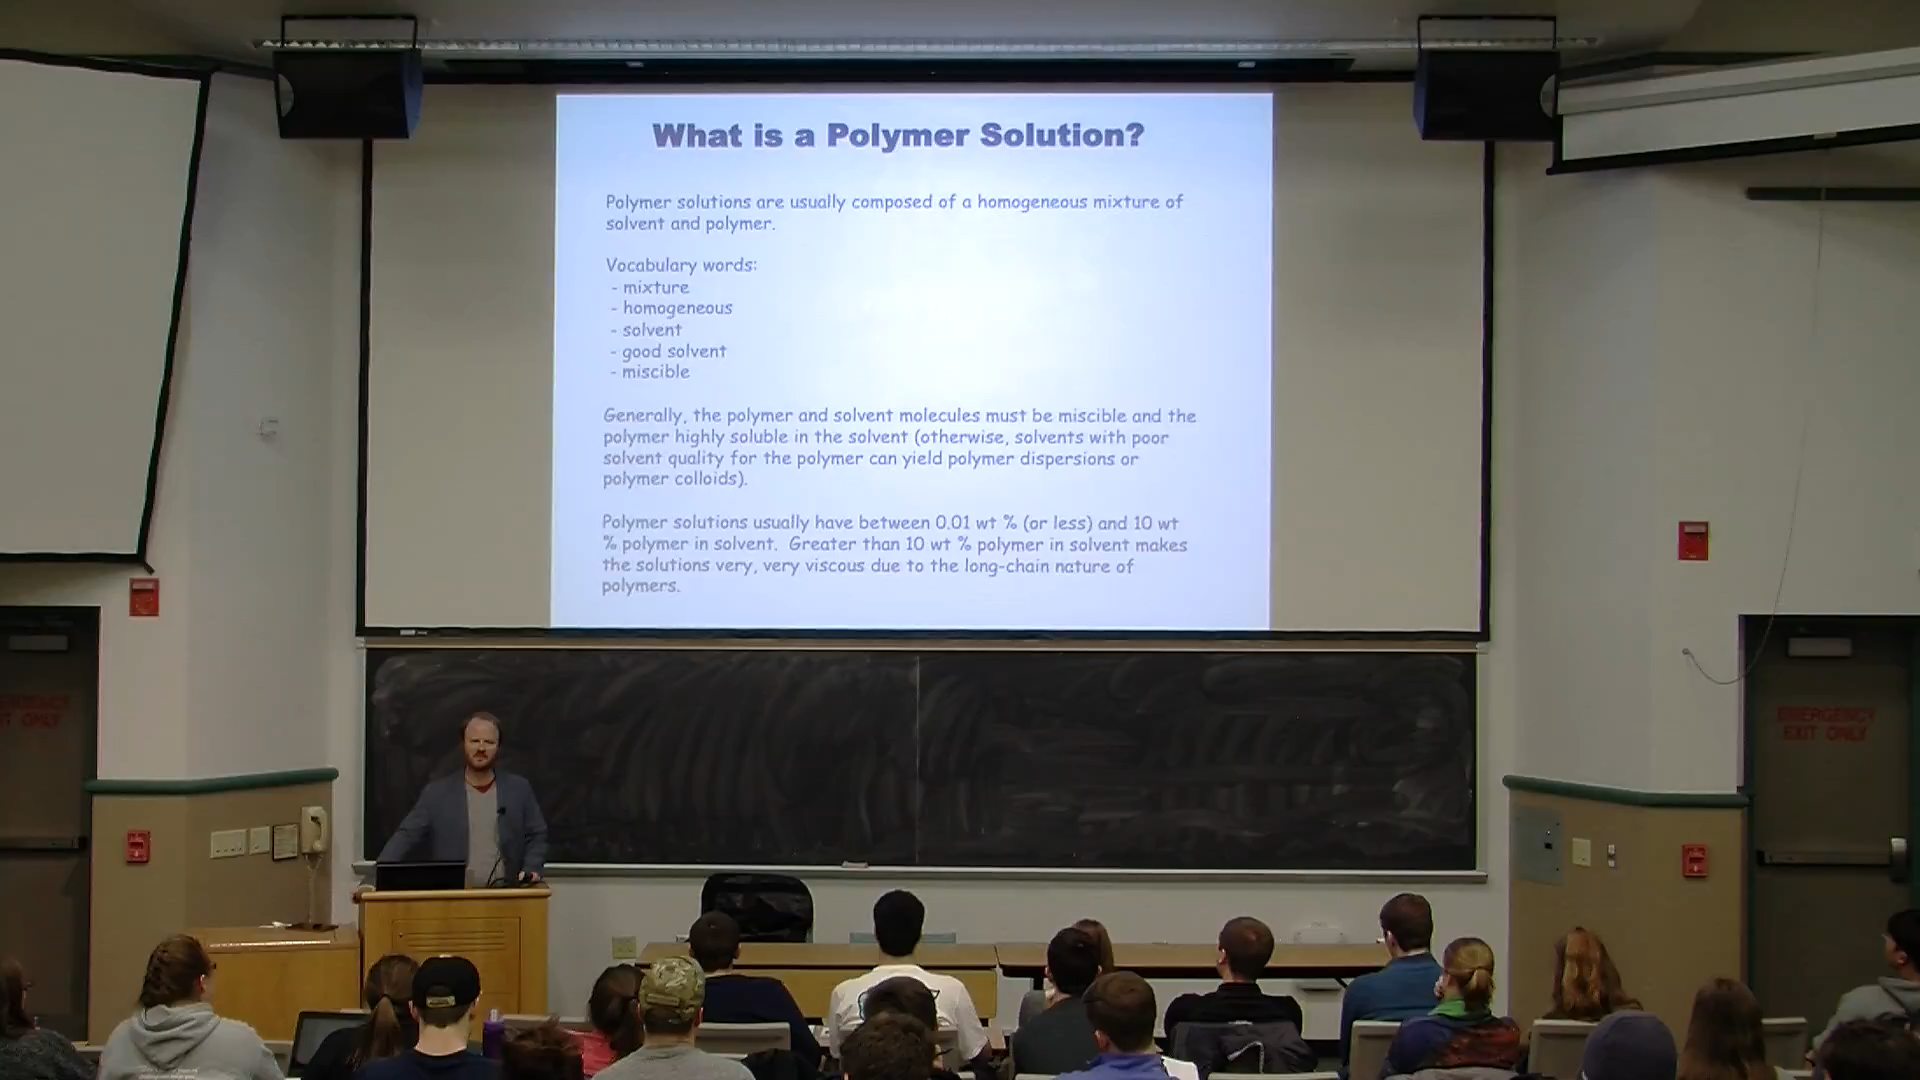 What is a Polymer Solution?
Polymer solutions are usually composed of a homogeneous mixture of
solvent and polymer.
Vocabulary words:
- mixture
- homogeneous
- solvent
- good solvent
- miscible
Generally, the polymer and solvent molecules must be miscible and the
polymer highly soluble in the solvent (otherwise, solvents with poor
solvent quality for the polymer can yield polymer dispersions or
polymer colloids).
Polymer solutions usually have between 0.01 wt % (or less) and 10 wt
% polymer in solvent. Greater than 10 wt % polymer in solvent makes
the solutions very, very viscous due to the long-chain nature of
polymers.
EMERGENCY
EXIT ONLY